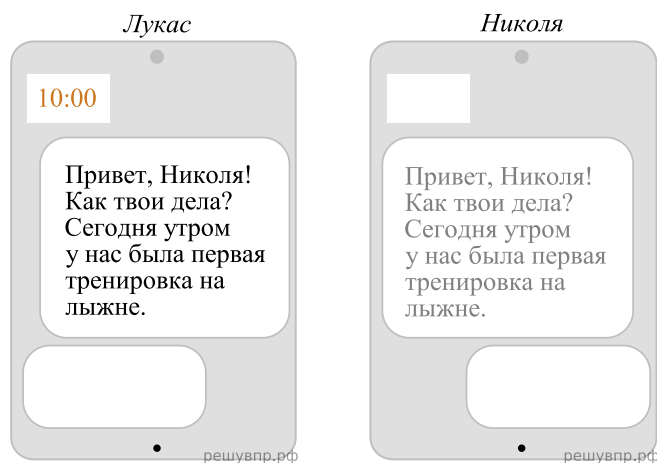 Лукас
10:00
Привет, Николя!
Как твои дела?
Сегодня утром
у нас была первая
тренировка на
лыжне.
решувпр.рф
Николя
Привет, Николя!
Как твои дела?
Сегодня утром
у нас была первая
тренировка на
лыжне.
решувпр.рф